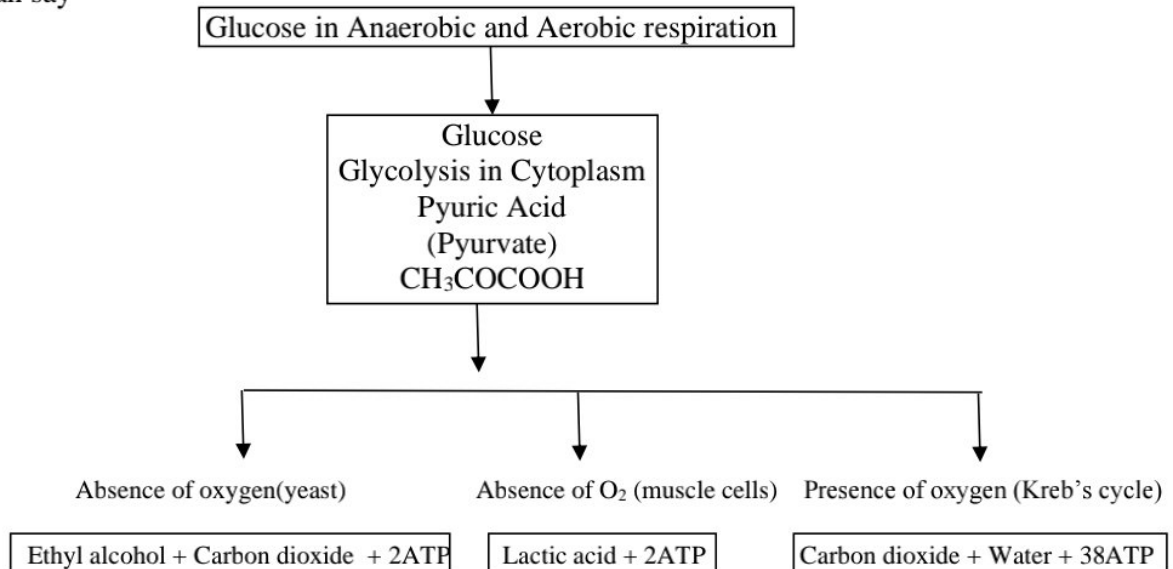 say
Glucose in Anaerobic and Aerobic respiration
Glucose
Glycolysis in Cytoplasm
Pyuric Acid
(Pyurvate)
CH₃COCOOH
Absence of oxygen(yeast)
Absence of O₂ (muscle cells)
Presence of oxygen (Kreb’s cycle)
Ethyl alcohol + Carbon dioxide + 2ATP
Lactic acid + 2ATP
Carbon dioxide + Water + 38ATP